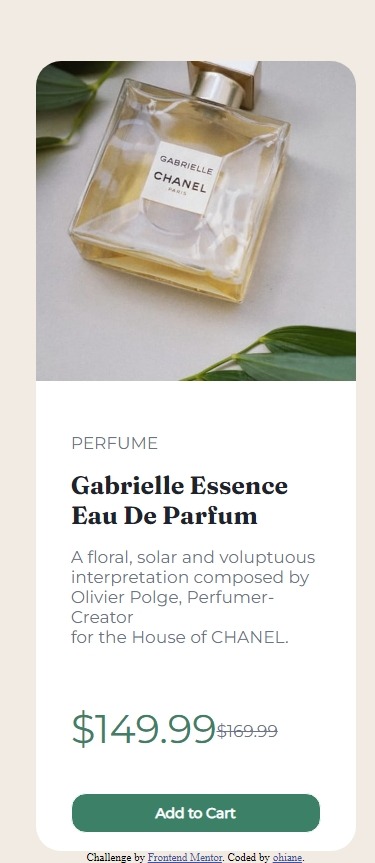 GABRIELLE
CHANEL
PARIS
PERFUME
Gabrielle Essence
Eau De Parfum
A floral, solar and voluptuous
interpretation composed by
Olivier Polge, Perfumer-
Creator
for the House of CHANEL.
$149.99 $169.99
Add to Cart
Challenge by Frontend Mentor. Coded by ohiane.